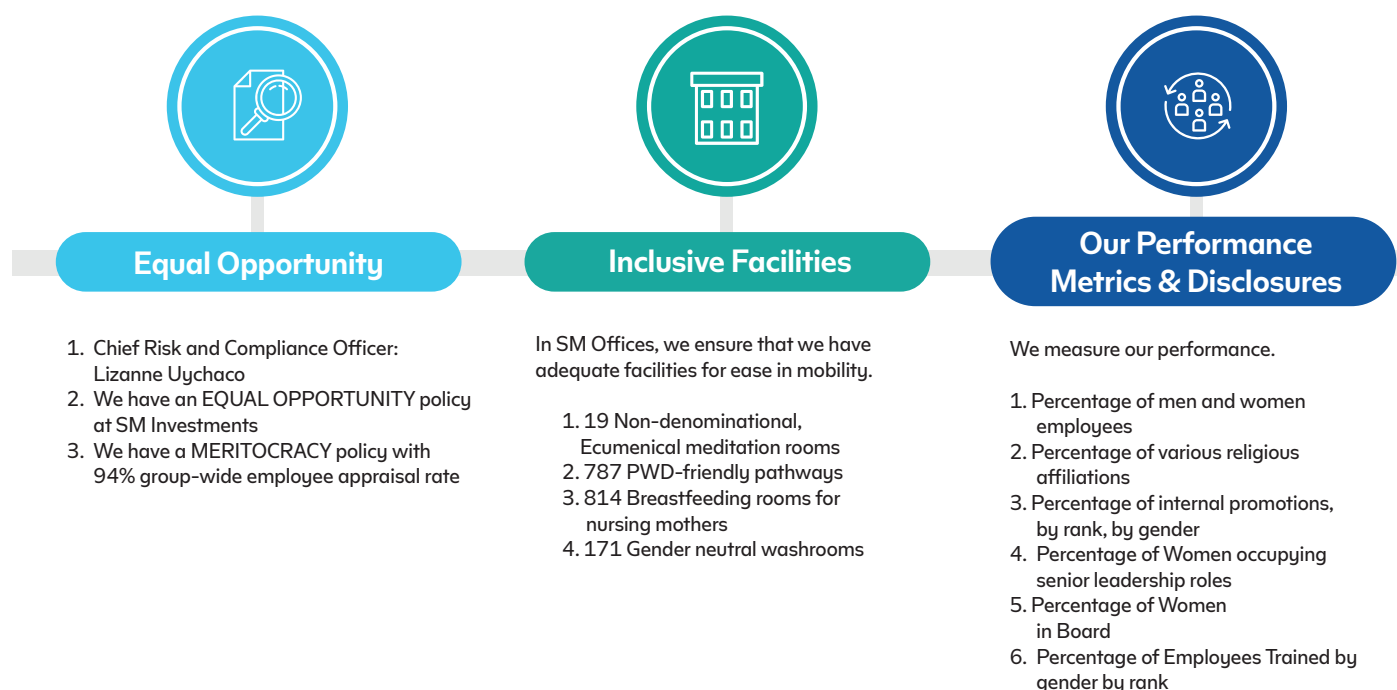 Equal Opportunity
1. Chief Risk and Compliance Officer:
Lizanne Uychaco
2. We have an EQUAL OPPORTUNITY policy
at SM Investments
3. We have a MERITOCRACY policy with
94% group-wide employee appraisal rate
Inclusive Facilities
In SM Offices, we ensure that we have
adequate facilities for ease in mobility.
1. 19 Non-denominational,
Ecumenical meditation rooms
2. 787 PWD-friendly pathways
3. 814 Breastfeeding rooms for
nursing mothers
4. 171 Gender neutral washrooms
Our Performance
Metrics & Disclosures
We measure our performance.
1. Percentage of men and women
employees
2. Percentage of various religious
affiliations
3. Percentage of internal promotions,
by rank, by gender
4. Percentage of Women occupying
senior leadership roles
5. Percentage of Women
in Board
6. Percentage of Employees Trained by
gender by rank